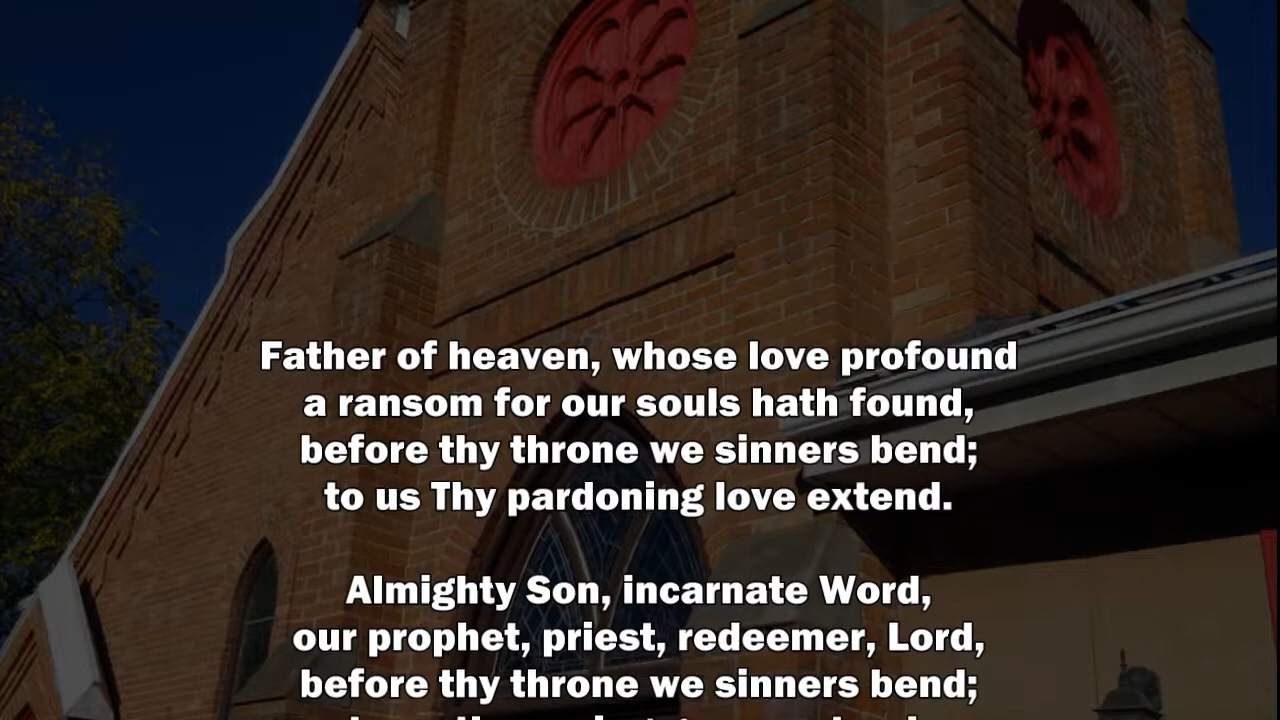 Father of heaven, whose love profound
a ransom for our souls hath found,
before thy throne we sinners bend;
to us Thy pardoning love extend.
Almighty Son, incarnate Word,
our prophet, priest, redeemer, Lord,
before thy throne we sinners bend;